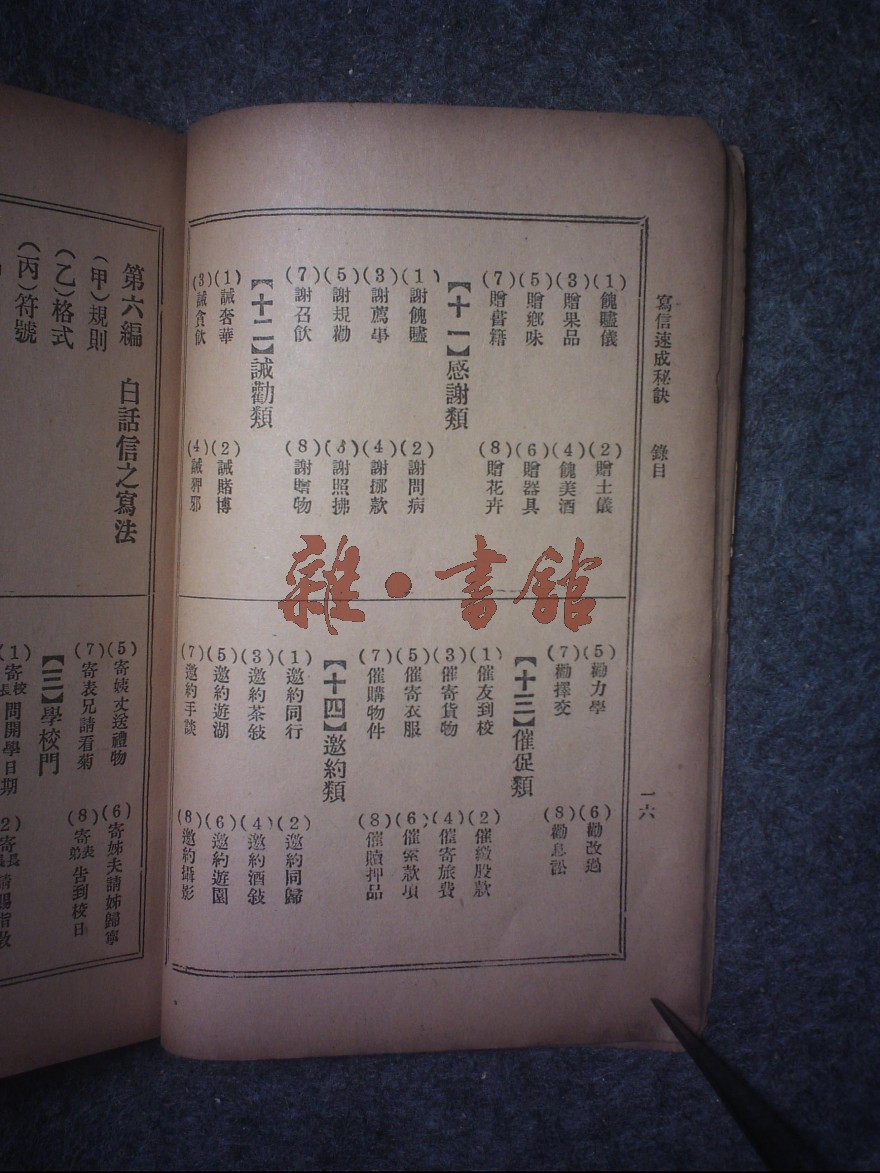 寫信速成秘訣 錄目
一六
(1)餽贐儀
(2)贈土儀
(3)贈果品
(4)餽美酒
(5)贈鄉味
(6)贈器具
(7)贈書籍
(8)贈花卉
【十一】感謝類
(1)謝餽贐
(2)謝問病
(3)謝薦事
(4)謝挪款
(5)謝規勸
(6)謝照拂
(7)謝召飲
(8)謝贈物
【十二】誡勸類
(1)誡奢華
(2)誡賭博
(3)誡貪飲
(4)誡狎邪
(5)勸力學
(6)勸改過
(7)勸擇交
(8)勸息訟
【十三】催促類
(1)催友到校
(2)催繳股款
(3)催寄貨物
(4)催寄旅費
(5)催寄衣服
(6)催索款項
(7)催購物件
(8)催贖押品
【十四】邀約類
(1)邀約同行
(2)邀約同歸
(3)邀約茶敍
(4)邀約酒敍
(5)邀約遊湖
(6)邀約遊園
(7)邀約手談
(8)邀約攝影
第六編 白話信之寫法
(甲)規則
(乙)格式
(丙)符號
(5)寄姨丈送禮物
(6)寄姊夫請姊歸寧
(7)寄表兄請看菊
(8)寄表弟告到校日
【三】學校門
(1)寄校長問開學日期
雜·書館